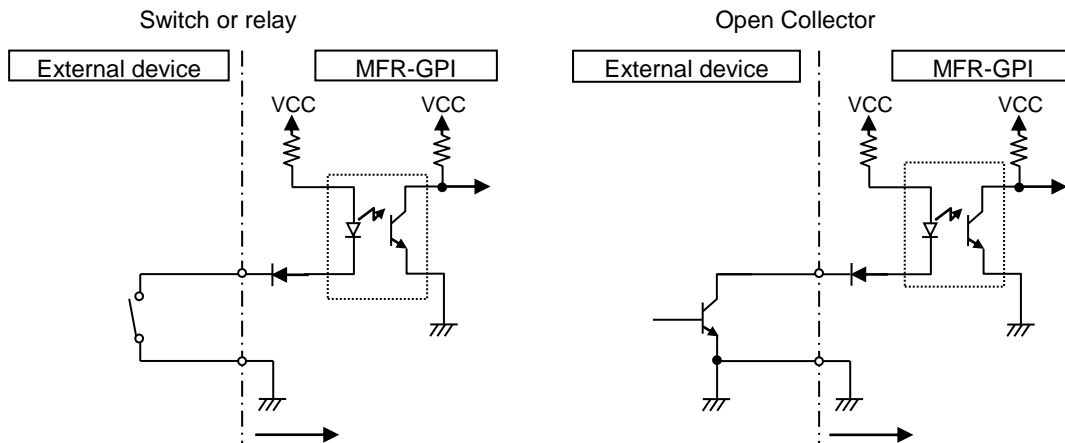 Switch or relay
Open Collector
External device
MFR-GPI
External device
MFR-GPI
VCC
VCC
VCC
VCC